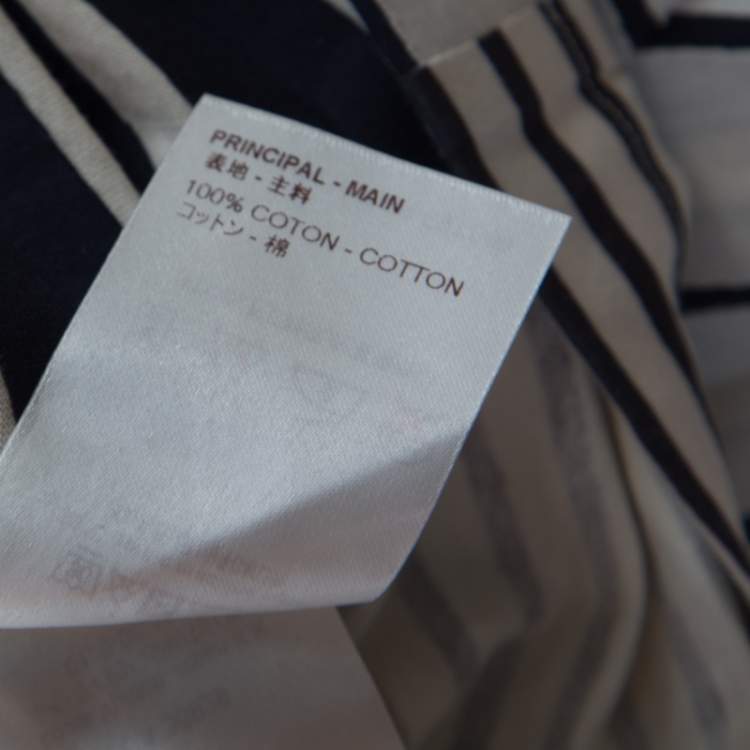 PRINCIPAL - MAIN
表地 - 主料
100% COTON - COTTON
コットン - 棉